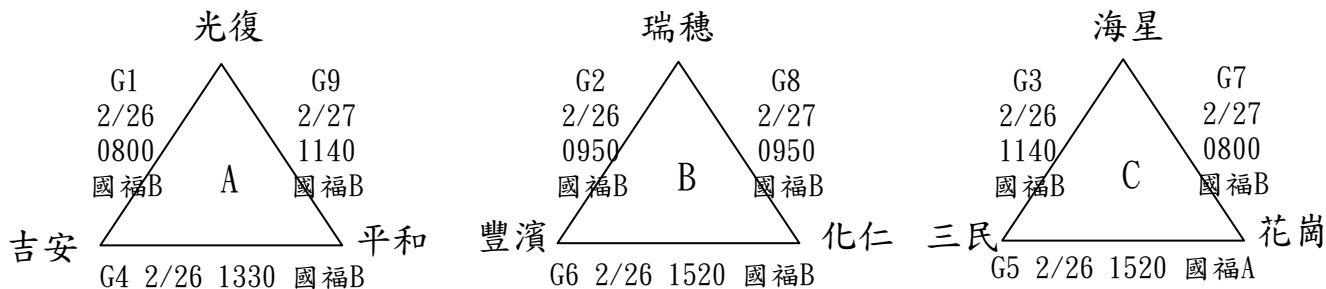 光復
G1
2/26
0800
國福B
G9
2/27
1140
國福B
A
吉安
平和
G4 2/26 1330 國福B
瑞穗
G2
2/26
0950
國福B
G8
2/27
0950
國福B
B
豐濱
化仁
G6 2/26 1520 國福B
海星
G3
2/26
1140
國福B
G7
2/27
0800
國福B
C
三民
花崗
G5 2/26 1520 國福A